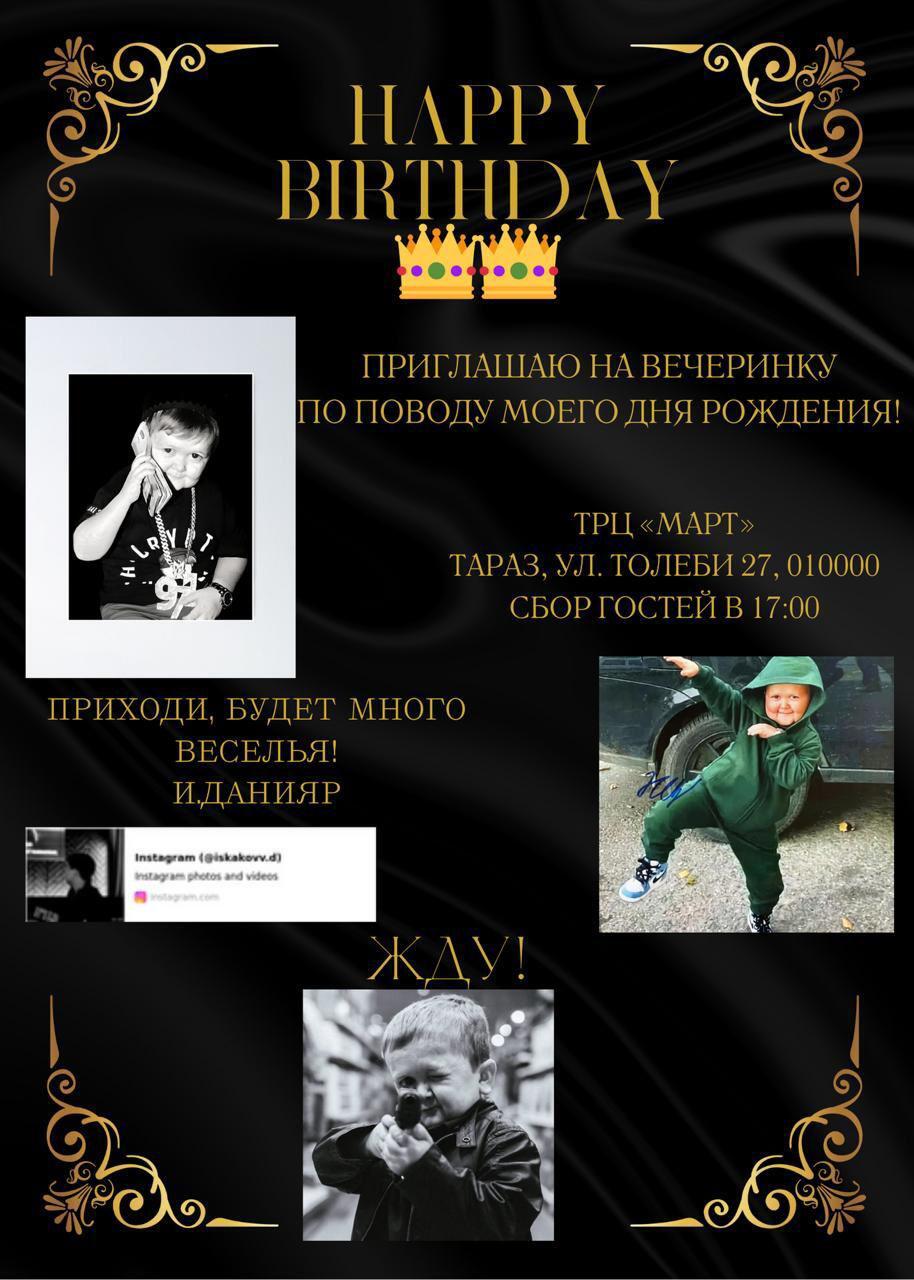 HAPPY
BIRTHDAY
ПРИГЛАШАЮ НА ВЕЧЕРИНКУ
ПО ПОВОДУ МОЕГО ДНЯ РОЖДЕНИЯ!
ТРЦ «МАРТ»
ТАРАЗ, УЛ. ТОЛЕБИ 27, 010000
СБОР ГОСТЕЙ В 17:00
ПРИХОДИ, БУДЕТ МНОГО
ВЕСЕЛЬЯ!
И.ДАНИЯР
Instagram (@iskakovv.d)
Instagram photos and videos
instagram.com
ЖДУ!